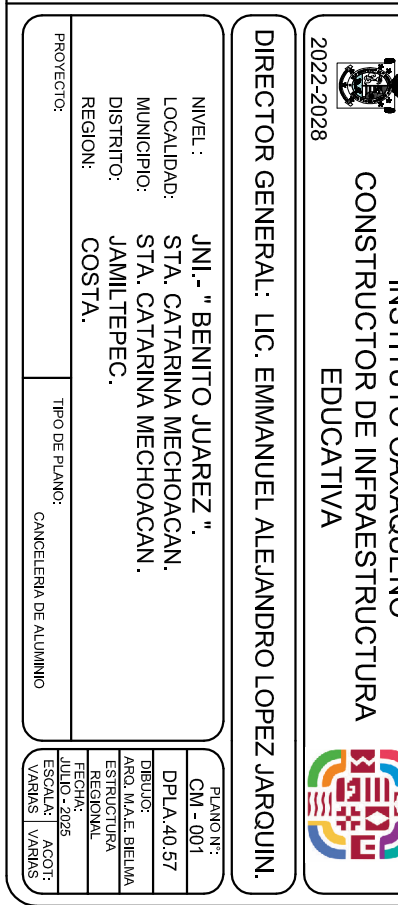 INSTITUTO OAXAQUEÑO
CONSTRUCTOR DE INFRAESTRUCTURA
EDUCATIVA
2022-2028
DIRECTOR GENERAL: LIC. EMMANUEL ALEJANDRO LOPEZ JARQUIN.
NIVEL : JNI.- " BENITO JUAREZ ".
LOCALIDAD: STA. CATARINA MECHOACAN.
MUNICIPIO: STA. CATARINA MECHOACAN.
DISTRITO: JAMILTEPEC.
REGION: COSTA.
PROYECTO:
TIPO DE PLANO:
CANCELERIA DE ALUMINIO
PLANO N°:
CM - 001
DPLA-40.57
DIBUJO:
ARQ. M.A.E. BIELMA
ESTRUCTURA
REGIONAL
FECHA:
JULIO - 2025
ESCALA: ACOT:
VARIAS VARIAS